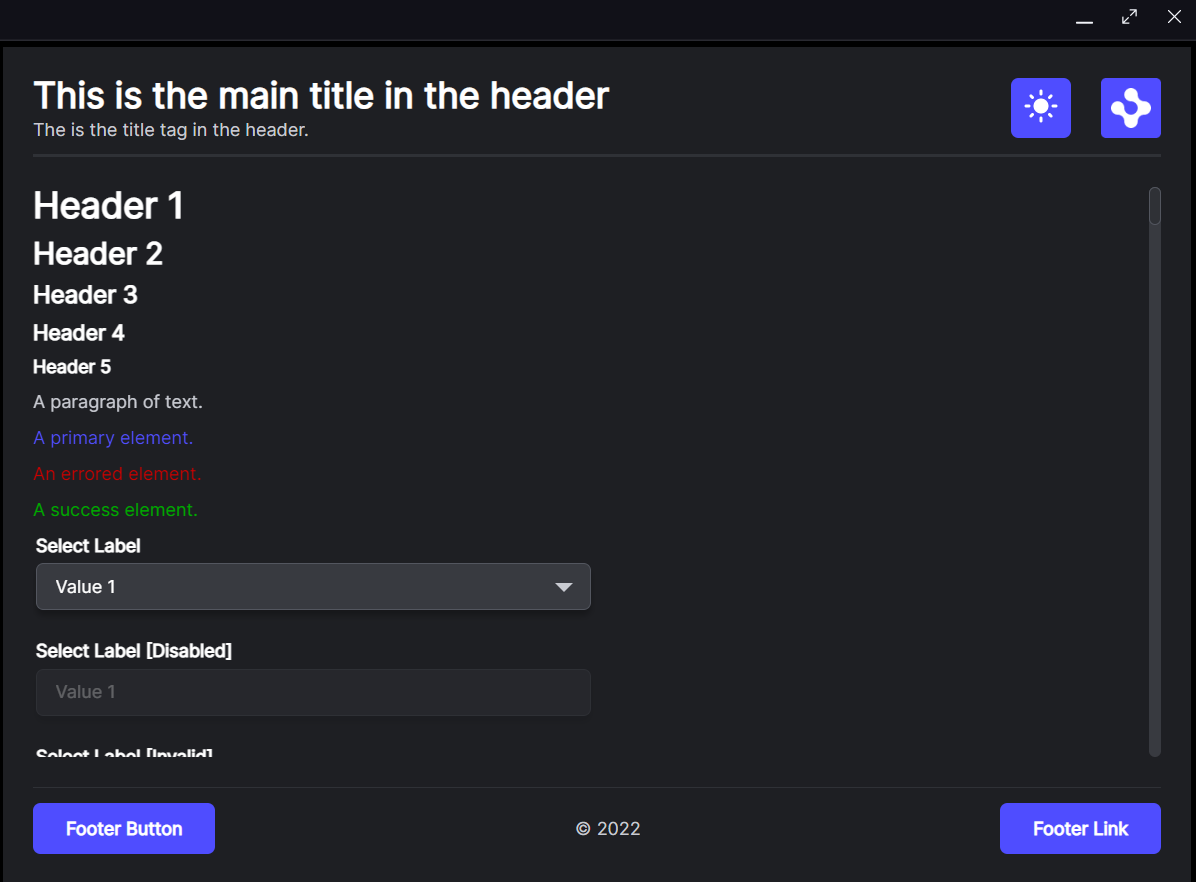 This is the main title in the header
The is the title tag in the header.
Header 1
Header 2
Header 3
Header 4
Header 5
A paragraph of text.
A primary element.
An errored element.
A success element.
Select Label
Value 1
Select Label [Disabled]
Value 1
Select Label [Invalid]
Footer Button
© 2022
Footer Link